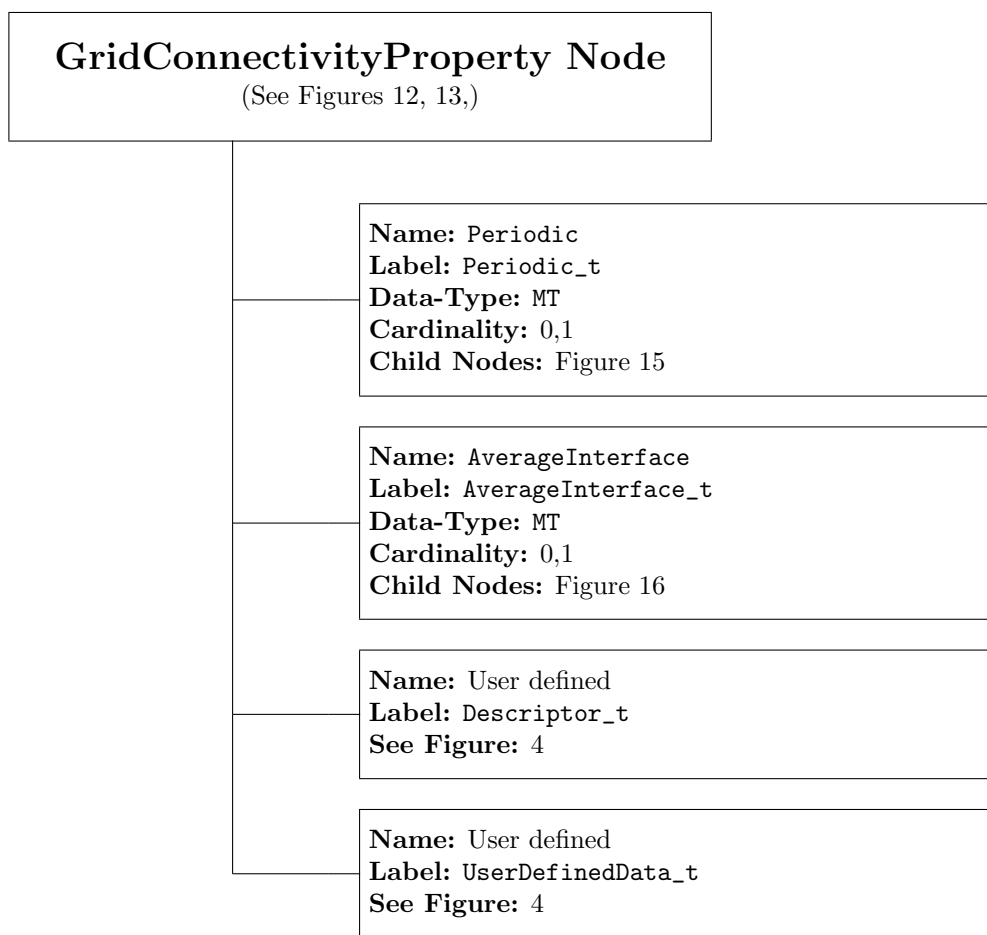 GridConnectivityProperty Node
(See Figures 12, 13,)
Name: Periodic
Label: Periodic_t
Data-Type: MT
Cardinality: 0,1
Child Nodes: Figure 15
Name: AverageInterface
Label: AverageInterface_t
Data-Type: MT
Cardinality: 0,1
Child Nodes: Figure 16
Name: User defined
Label: Descriptor_t
See Figure: 4
Name: User defined
Label: UserDefinedData_t
See Figure: 4